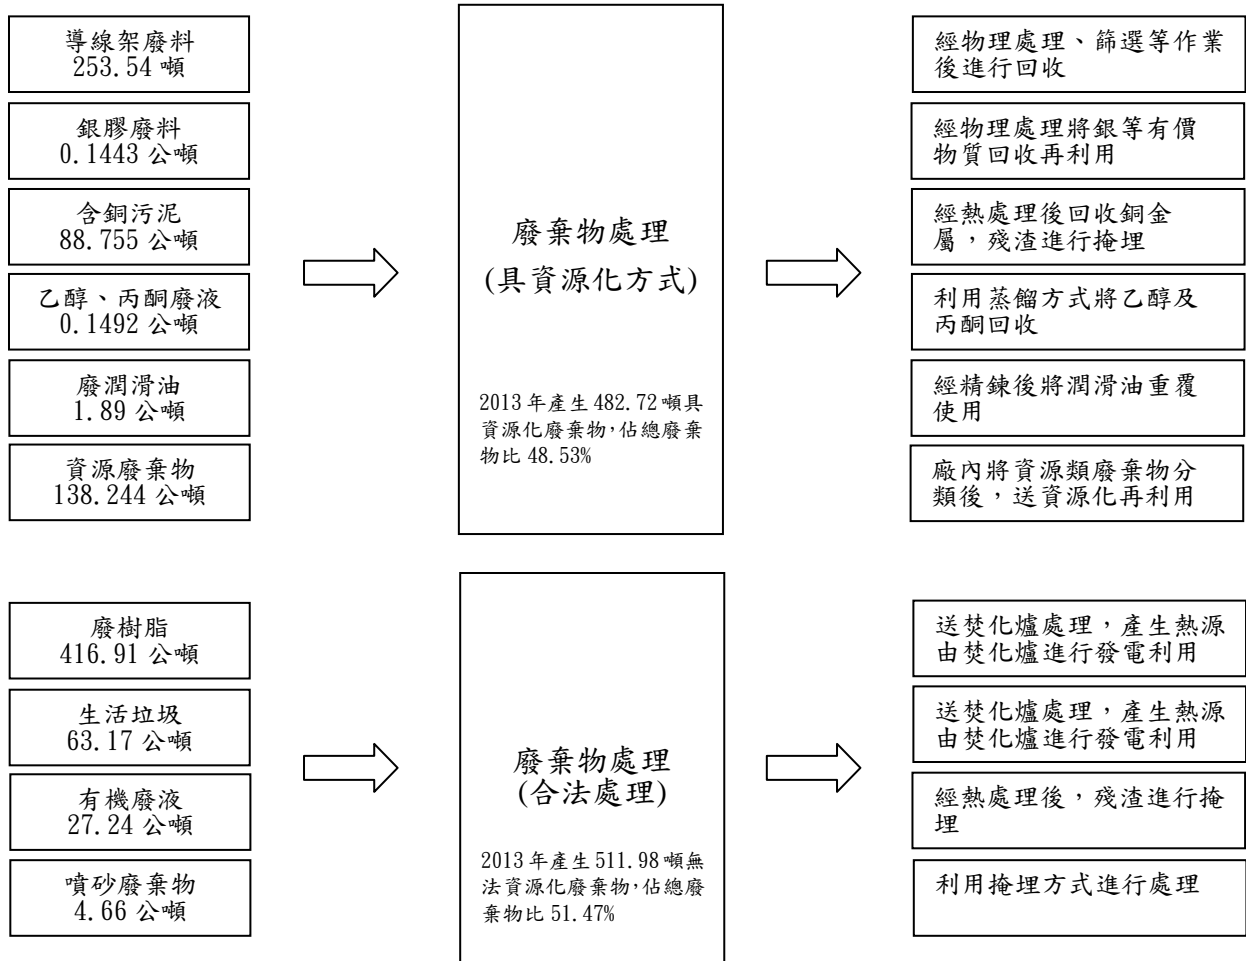 導線架廢料
253.54 噸
銀膠廢料
0.1443 公噸
含銅污泥
88.755 公噸
乙醇、丙酮廢液
0.1492 公噸
廢潤滑油
1.89 公噸
資源廢棄物
138.244 公噸
廢棄物處理
(具資源化方式)
2013 年產生 482.72 噸具
資源化廢棄物,佔總廢棄
物比 48.53%
經物理處理、篩選等作業
後進行回收
經物理處理將銀等有價
物質回收再利用
經熱處理後回收銅金
屬，殘渣進行掩埋
利用蒸餾方式將乙醇及
丙酮回收
經精鍊後將潤滑油重覆
使用
廠內將資源類廢棄物分
類後，送資源化再利用
廢樹脂
416.91 公噸
生活垃圾
63.17 公噸
有機廢液
27.24 公噸
噴砂廢棄物
4.66 公噸
廢棄物處理
(合法處理)
2013 年產生 511.98 噸無
法資源化廢棄物,佔總廢
棄物比 51.47%
送焚化爐處理，產生熱源
由焚化爐進行發電利用
送焚化爐處理，產生熱源
由焚化爐進行發電利用
經熱處理後，殘渣進行掩
埋
利用掩埋方式進行處理